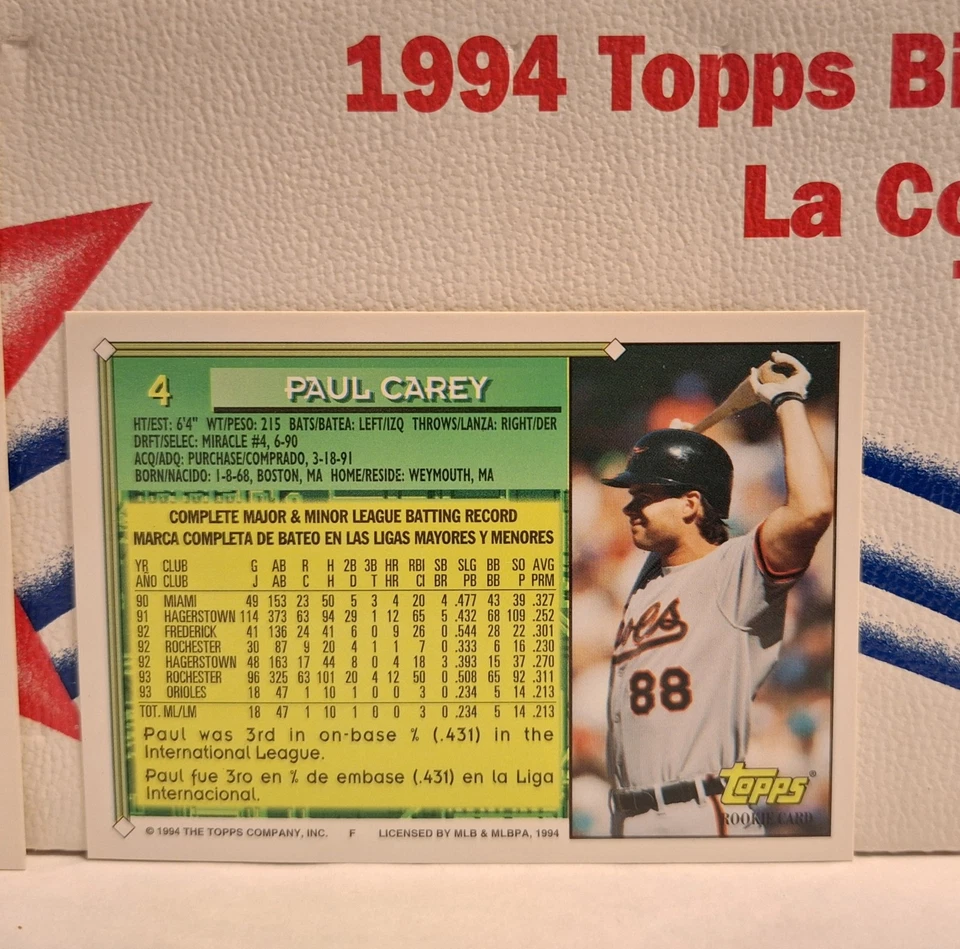 1994 Topps Bi
La Co
4 PAUL CAREY
HT/EST: 6'4" WT/PESO: 215 BATS/BATEA: LEFT/IZQ THROWS/LANZA: RIGHT/DER
DRFT/SELEC: MIRACLE #4, 6-90
ACQ/ADQ: PURCHASE/COMPRADO, 3-18-91
BORN/NACIDO: 1-8-68, BOSTON, MA HOME/RESIDE: WEYMOUTH, MA
COMPLETE MAJOR & MINOR LEAGUE BATTING RECORD
MARCA COMPLETA DE BATEO EN LAS LIGAS MAYORES Y MENORES
YR CLUB G AB R H 2B 3B HR RBI SB SLG BB SO AVG
AÑO CLUB J AB C H D T HR CI BR PB BB P PRM
90 MIAMI 49 153 23 50 5 3 4 20 4 .477 43 39 .327
91 HAGERSTOWN 114 373 63 94 29 1 12 65 5 .432 68 109 .252
92 FREDERICK 41 136 24 41 6 0 9 26 0 .544 28 22 .301
92 ROCHESTER 30 87 9 20 4 1 1 7 0 .333 6 16 .230
92 HAGERSTOWN 48 163 17 44 8 0 4 18 3 .393 15 37 .270
93 ROCHESTER 96 325 63 101 20 4 12 50 0 .508 65 92 .311
93 ORIOLES 18 47 1 10 1 0 0 3 0 .234 5 14 .213
TOT. ML/LM 18 47 1 10 1 0 0 3 0 .234 5 14 .213
Paul was 3rd in on-base % (.431) in the
International League.
Paul fue 3ro en % de embase (.431) en la Liga
Internacional.
© 1994 THE TOPPS COMPANY, INC. F LICENSED BY MLB & MLBPA, 1994
oles
88
topps®
ROOKIE CARD